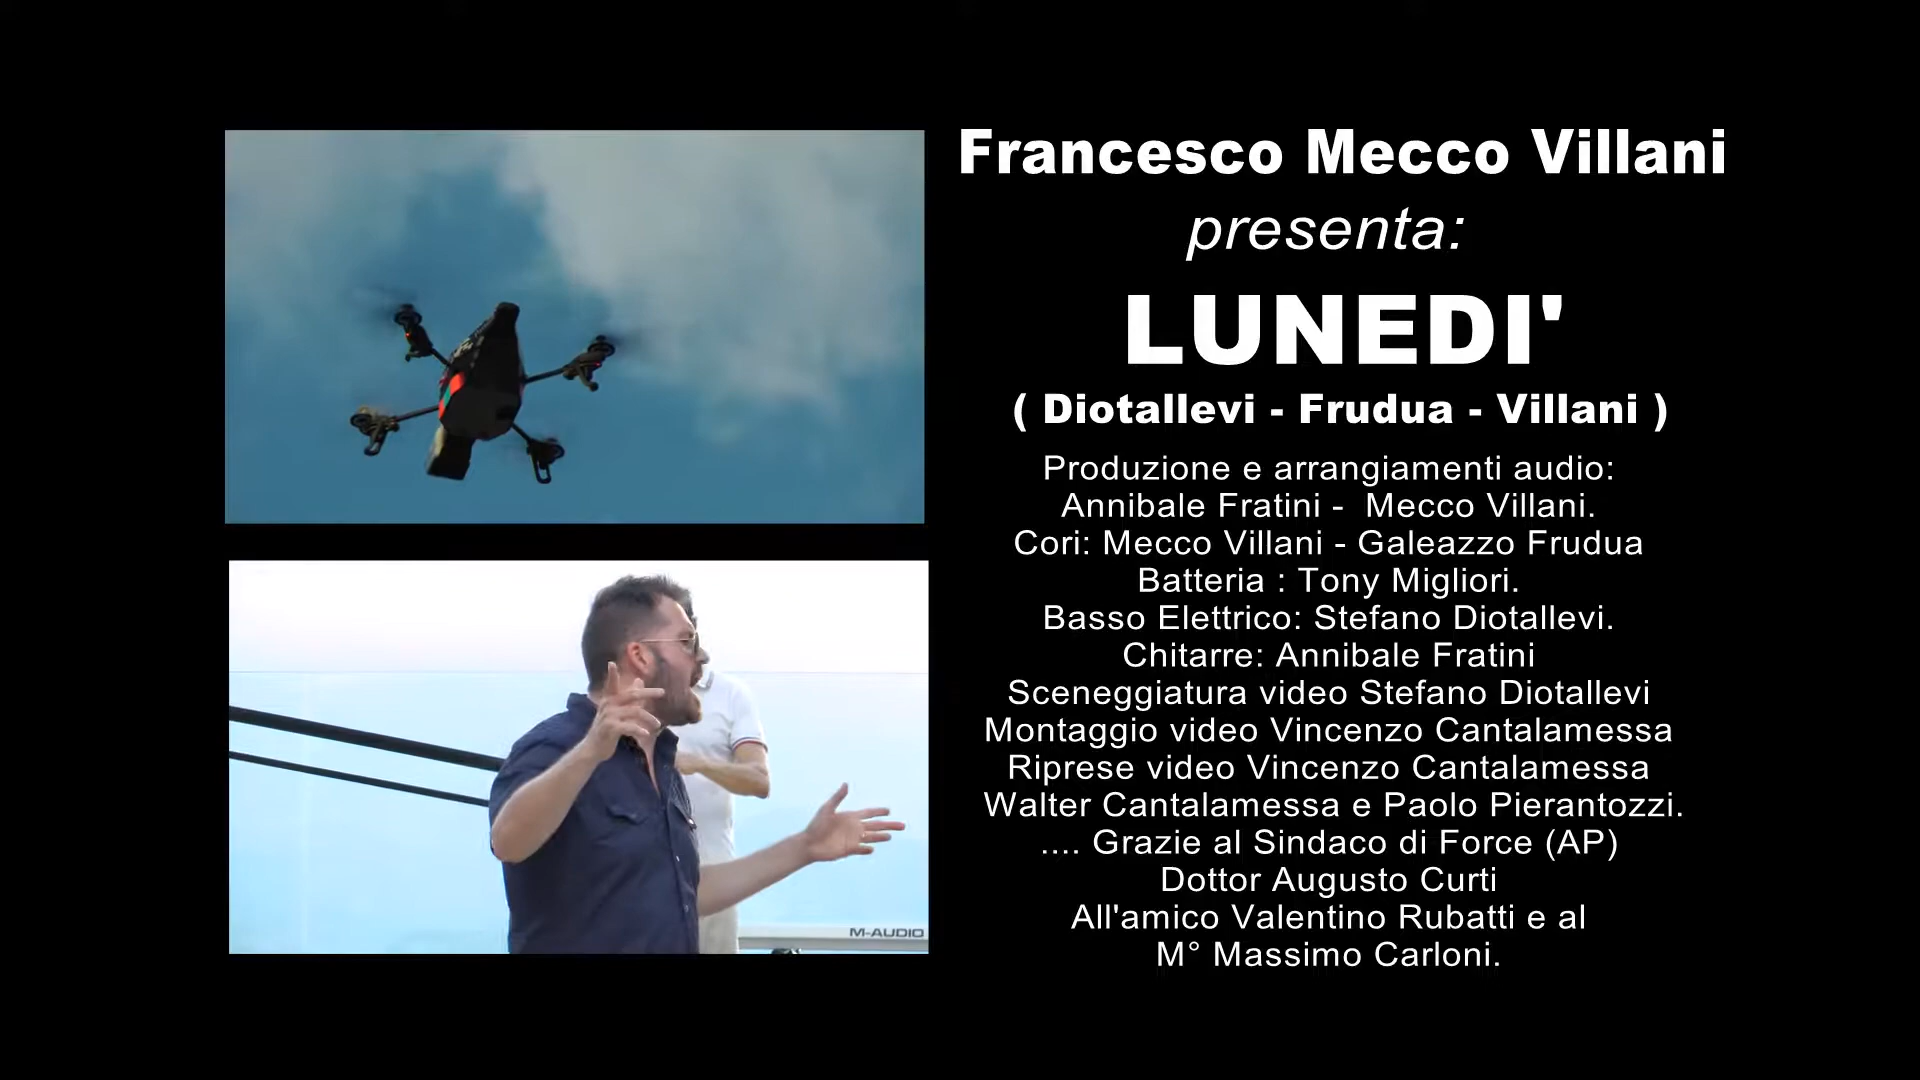 Francesco Mecco Villani
presenta:
LUNEDI'
( Diotallevi - Frudua - Villani )
Produzione e arrangiamenti audio:
Annibale Fratini -  Mecco Villani.
Cori: Mecco Villani - Galeazzo Frudua
Batteria : Tony Migliori.
Basso Elettrico: Stefano Diotallevi.
Chitarre: Annibale Fratini
Sceneggiatura video Stefano Diotallevi
Montaggio video Vincenzo Cantalamessa
Riprese video Vincenzo Cantalamessa
Walter Cantalamessa e Paolo Pierantozzi.
.... Grazie al Sindaco di Force (AP)
Dottor Augusto Curti
All'amico Valentino Rubatti e al
M° Massimo Carloni.
M-AUDIO